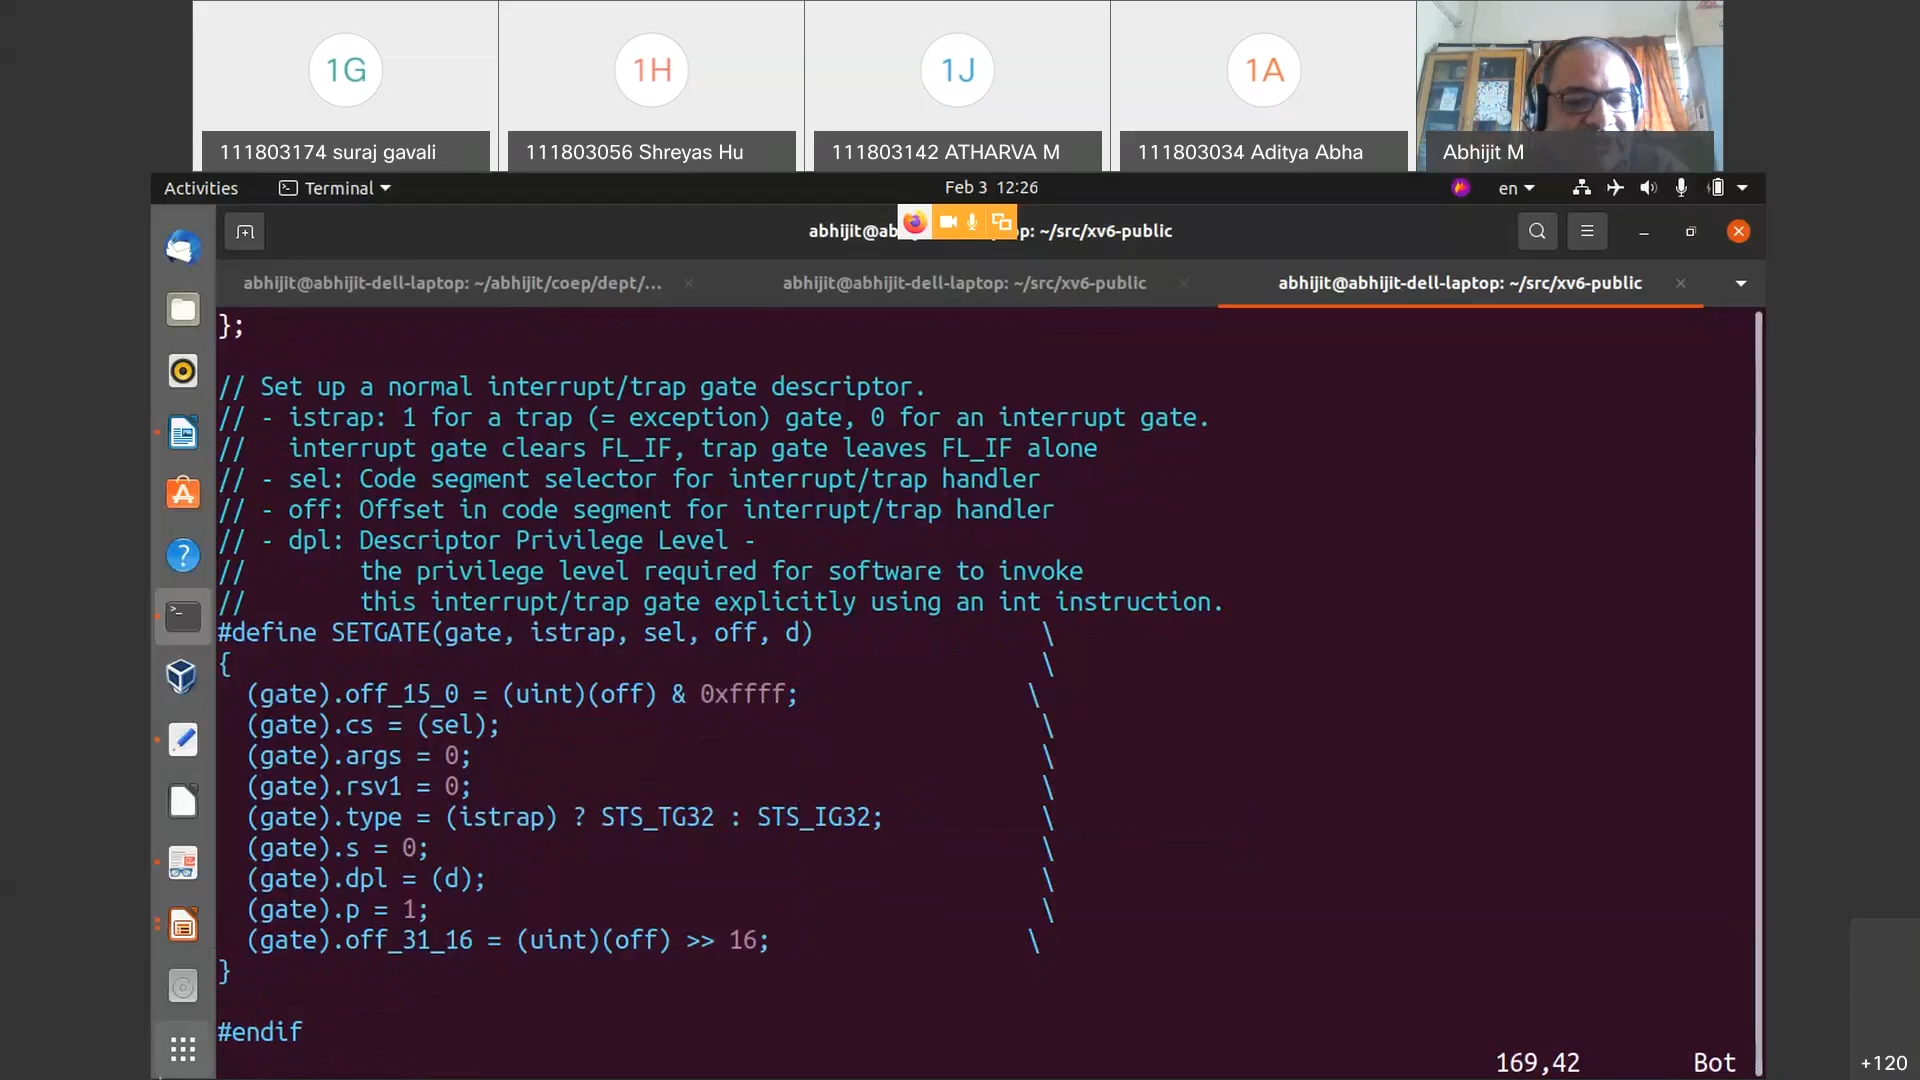 1G
1H
1J
1A
111803174 suraj gavali
111803056 Shreyas Hu
111803142 ATHARVA M
111803034 Aditya Abha
Abhijit M
Activities
Terminal
Feb 3 12:26
en
abhijit@ab
op: ~/src/xv6-public
abhijit@abhijit-dell-laptop: ~/abhijit/coep/dept/...
abhijit@abhijit-dell-laptop: ~/src/xv6-public
abhijit@abhijit-dell-laptop: ~/src/xv6-public
};
// Set up a normal interrupt/trap gate descriptor.
// - istrap: 1 for a trap (= exception) gate, 0 for an interrupt gate.
//   interrupt gate clears FL_IF, trap gate leaves FL_IF alone
// - sel: Code segment selector for interrupt/trap handler
// - off: Offset in code segment for interrupt/trap handler
// - dpl: Descriptor Privilege Level -
//        the privilege level required for software to invoke
//        this interrupt/trap gate explicitly using an int instruction.
#define SETGATE(gate, istrap, sel, off, d)                \
{                                                         \
  (gate).off_15_0 = (uint)(off) & 0xffff;                \
  (gate).cs = (sel);                                      \
  (gate).args = 0;                                        \
  (gate).rsv1 = 0;                                        \
  (gate).type = (istrap) ? STS_TG32 : STS_IG32;           \
  (gate).s = 0;                                           \
  (gate).dpl = (d);                                       \
  (gate).p = 1;                                           \
  (gate).off_31_16 = (uint)(off) >> 16;                  \
}
#endif
169,42
Bot
+120